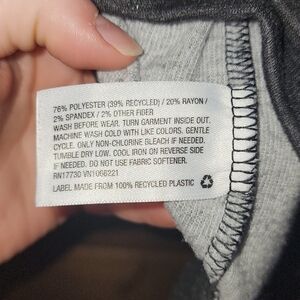 76% POLYESTER (39% RECYCLED) / 20% RAYON /
2% SPANDEX / 2% OTHER FIBER
WASH BEFORE WEAR. TURN GARMENT INSIDE OUT.
MACHINE WASH COLD WITH LIKE COLORS. GENTLE
CYCLE. ONLY NON-CHLORINE BLEACH IF NEEDED.
TUMBLE DRY LOW. COOL IRON ON REVERSE SIDE
IF NEEDED. DO NOT USE FABRIC SOFTENER.
RN17730 VN1056221
LABEL MADE FROM 100% RECYCLED PLASTIC